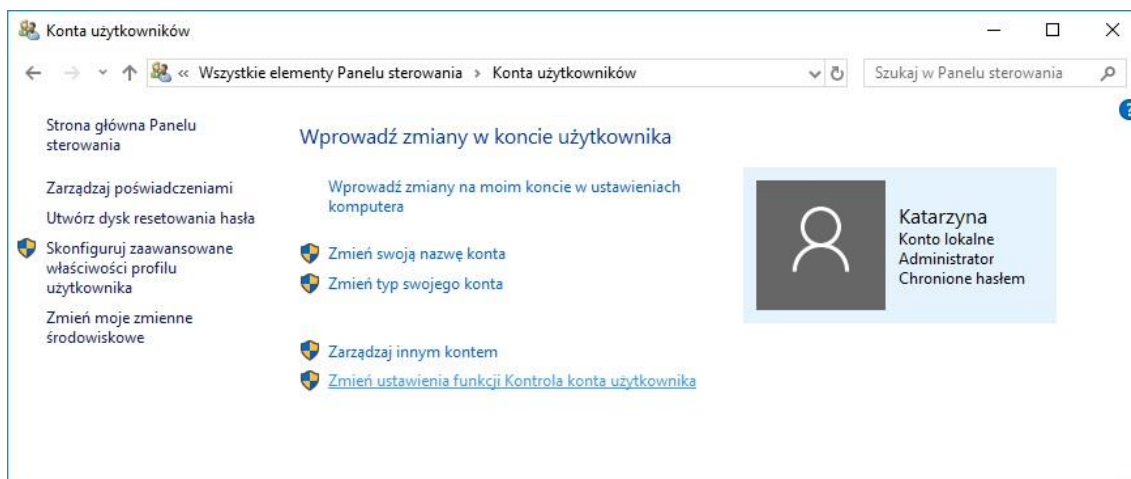 Konta użytkowników
« Wszystkie elementy Panelu sterowania › Konta użytkowników
Szukaj w Panelu sterowania
?
Strona główna Panelu
sterowania
Zarządzaj poświadczeniami
Utwórz dysk resetowania hasła
Skonfiguruj zaawansowane
właściwości profilu
użytkownika
Zmień moje zmienne
środowiskowe
Wprowadź zmiany w koncie użytkownika
Wprowadź zmiany na moim koncie w ustawieniach
komputera
Zmień swoją nazwę konta
Zmień typ swojego konta
Zarządzaj innym kontem
Zmień ustawienia funkcji Kontrola konta użytkownika
Katarzyna
Konto lokalne
Administrator
Chronione hasłem